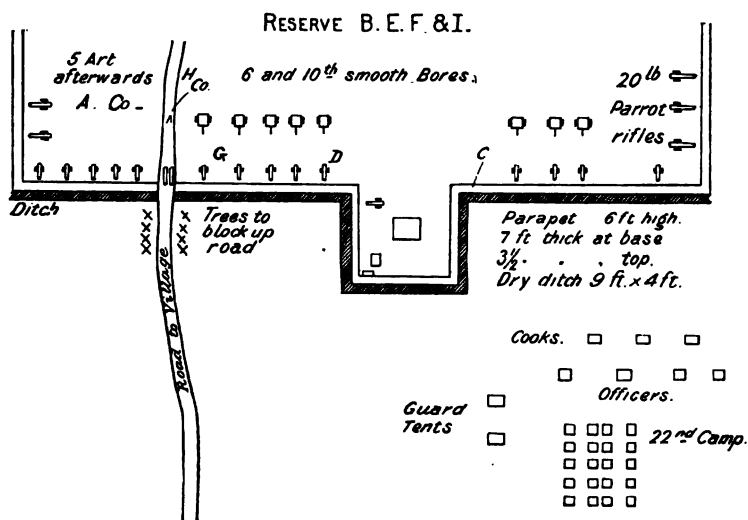 RESERVE B. E. F. & I.
5 Art
afterwards
A. Co -
H
Co.
6 and 10th smooth Bores.
20 lb
Parrot
rifles
G
D
C
Ditch
Trees to
block up
road
Parapet 6 ft high.
7 ft thick at base
3½ . . , top.
Dry ditch 9 ft. x 4 ft.
Road to Village
Cooks.
Officers.
Guard
Tents
22nd Camp.